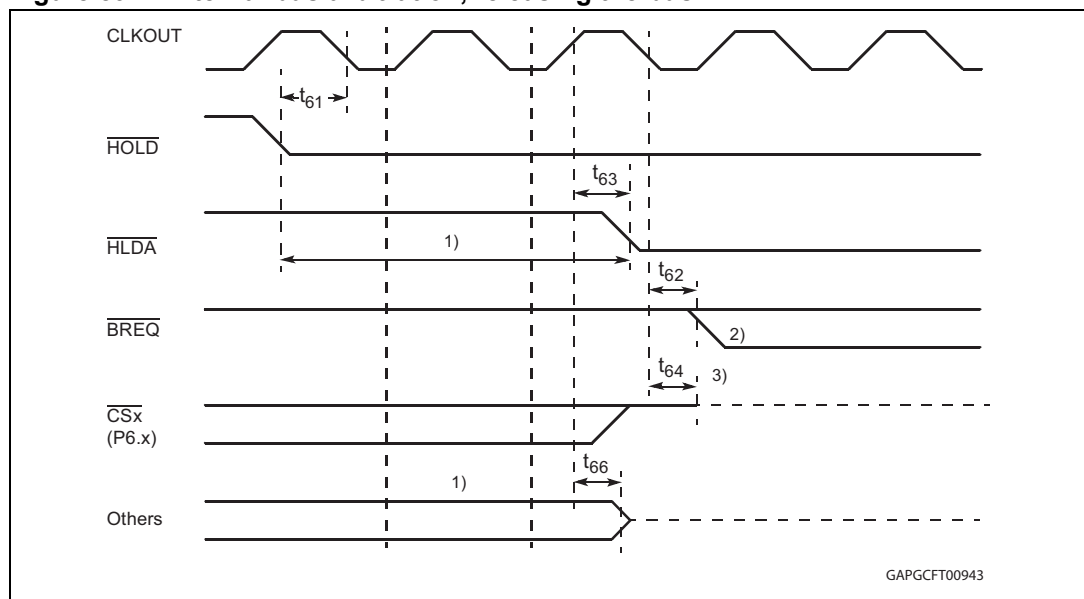 CLKOUT
t61
HOLD
t63
HLDA
1)
t62
BREQ
2)
t64
3)
CSx
(P6.x)
t66
1)
Others
GAPGCFT00943